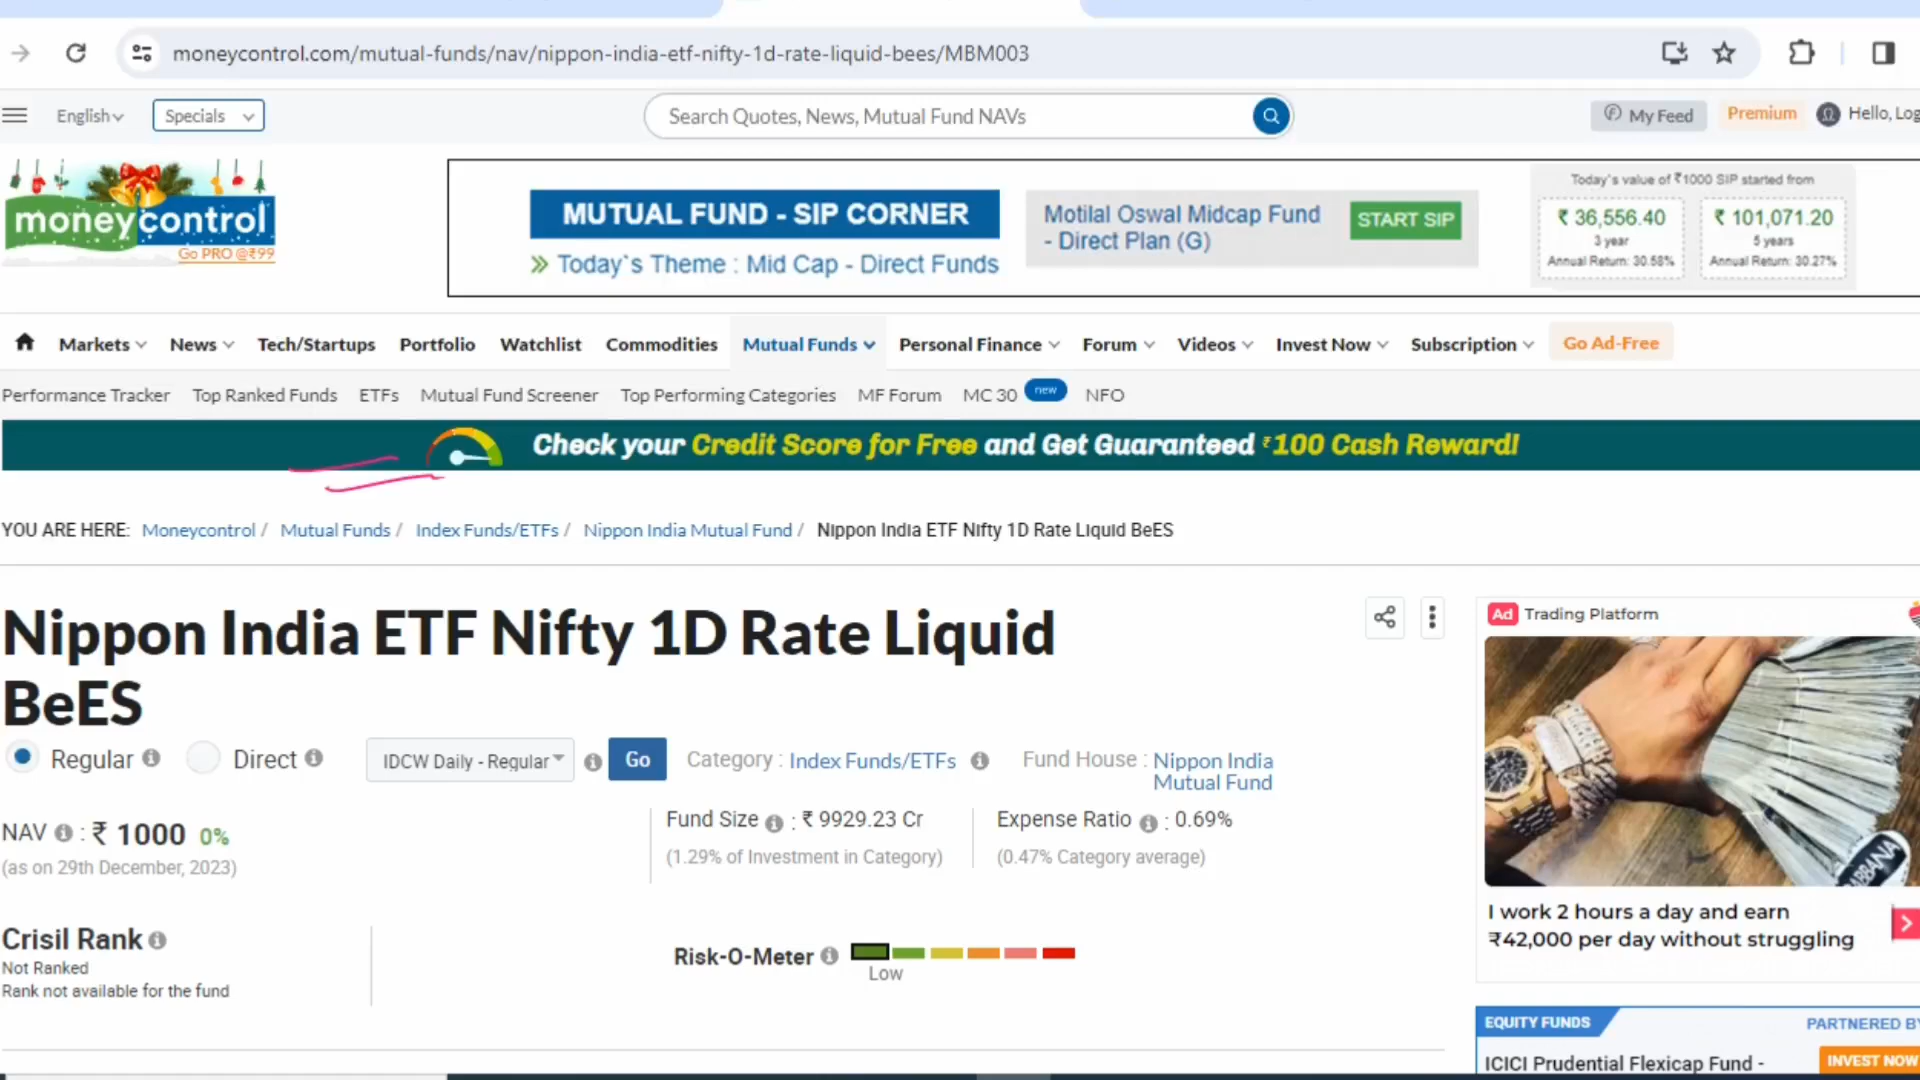 moneycontrol.com/mutual-funds/nav/nippon-india-etf-nifty-1d-rate-liquid-bees/MBM003
English
Specials
Search Quotes, News, Mutual Fund NAVs
My Feed
Premium
Hello,
moneycontrol
Go PRO @₹99
MUTUAL FUND - SIP CORNER
Today`s Theme : Mid Cap - Direct Funds
Motilal Oswal Midcap Fund
- Direct Plan (G)
START SIP
Today's value of ₹1000 SIP started from
₹ 36,556.40
3 year
Annual Return: 30.58%
₹ 101,071.20
5 years
Annual Return: 30.27%
Markets News Tech/Startups Portfolio Watchlist Commodities Mutual Funds Personal Finance Forum Videos Invest Now Subscription Go Ad-Free
Performance Tracker Top Ranked Funds ETFs Mutual Fund Screener Top Performing Categories MF Forum MC 30 new NFO
Check your Credit Score for Free and Get Guaranteed ₹100 Cash Reward!
YOU ARE HERE: Moneycontrol / Mutual Funds / Index Funds/ETFs / Nippon India Mutual Fund / Nippon India ETF Nifty 1D Rate Liquid BeES
Nippon India ETF Nifty 1D Rate Liquid
BeES
Regular Direct IDCW Daily - Regular Go
Category : Index Funds/ETFs
Fund House : Nippon India
Mutual Fund
NAV : ₹ 1000 0%
(as on 29th December, 2023)
Fund Size : ₹ 9929.23 Cr
(1.29% of Investment in Category)
Expense Ratio : 0.69%
(0.47% Category average)
Crisil Rank
Not Ranked
Rank not available for the fund
Risk-O-Meter
Low
Ad Trading Platform
I work 2 hours a day and earn
₹42,000 per day without struggling
EQUITY FUNDS
PARTNERED
ICICI Prudential Flexicap Fund -
INVEST NOW